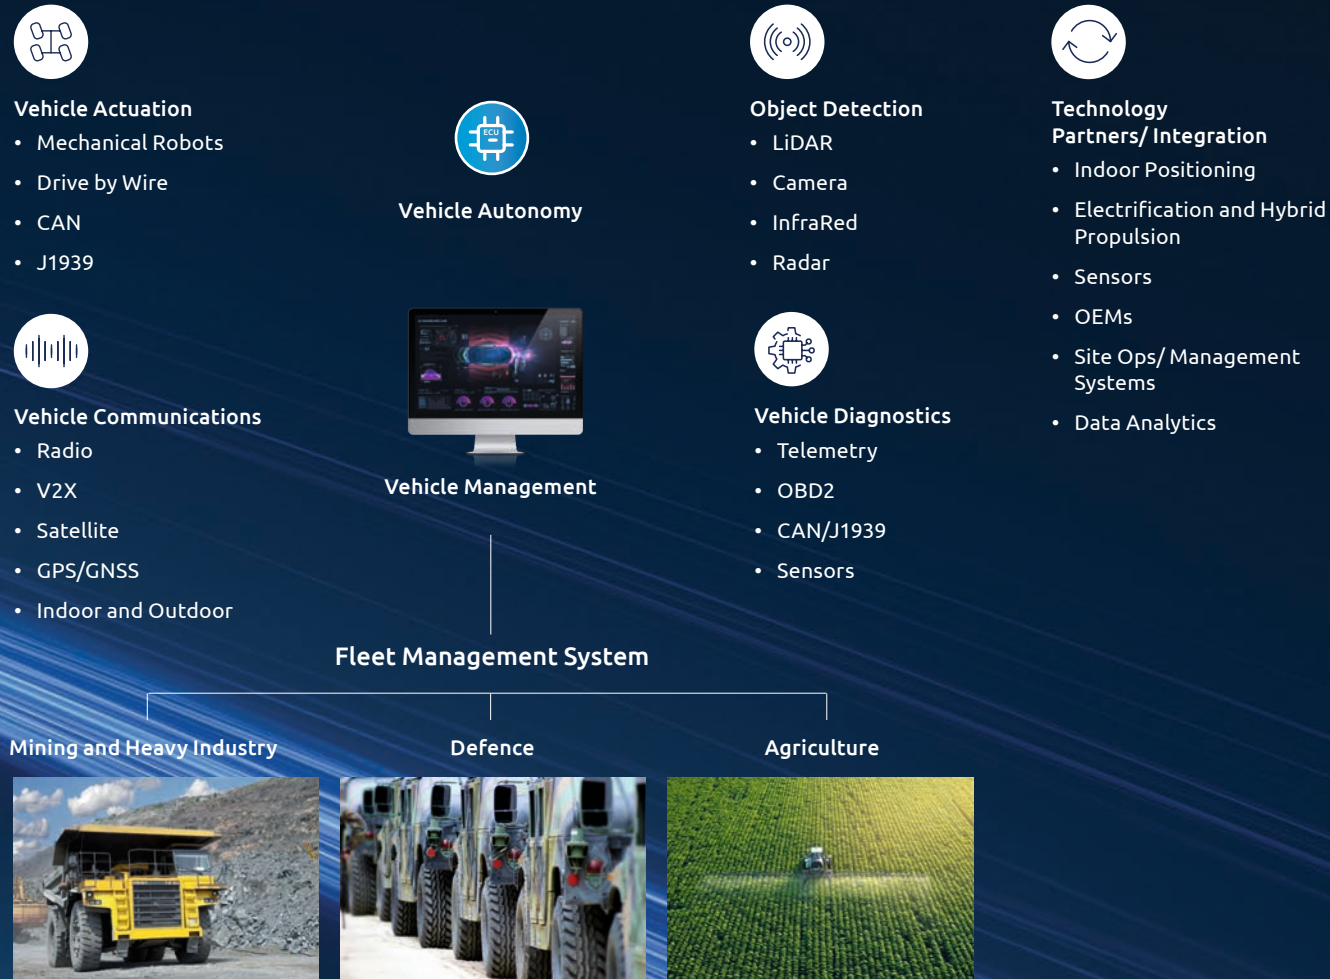 Vehicle Actuation
• Mechanical Robots
• Drive by Wire
• CAN
• J1939
Vehicle Communications
• Radio
• V2X
• Satellite
• GPS/GNSS
• Indoor and Outdoor
ECU
Vehicle Autonomy
Vehicle Management
Object Detection
• LiDAR
• Camera
• InfraRed
• Radar
Vehicle Diagnostics
• Telemetry
• OBD2
• CAN/J1939
• Sensors
Technology
Partners/ Integration
• Indoor Positioning
• Electrification and Hybrid
Propulsion
• Sensors
• OEMs
• Site Ops/ Management
Systems
• Data Analytics
Fleet Management System
Mining and Heavy Industry
Defence
Agriculture